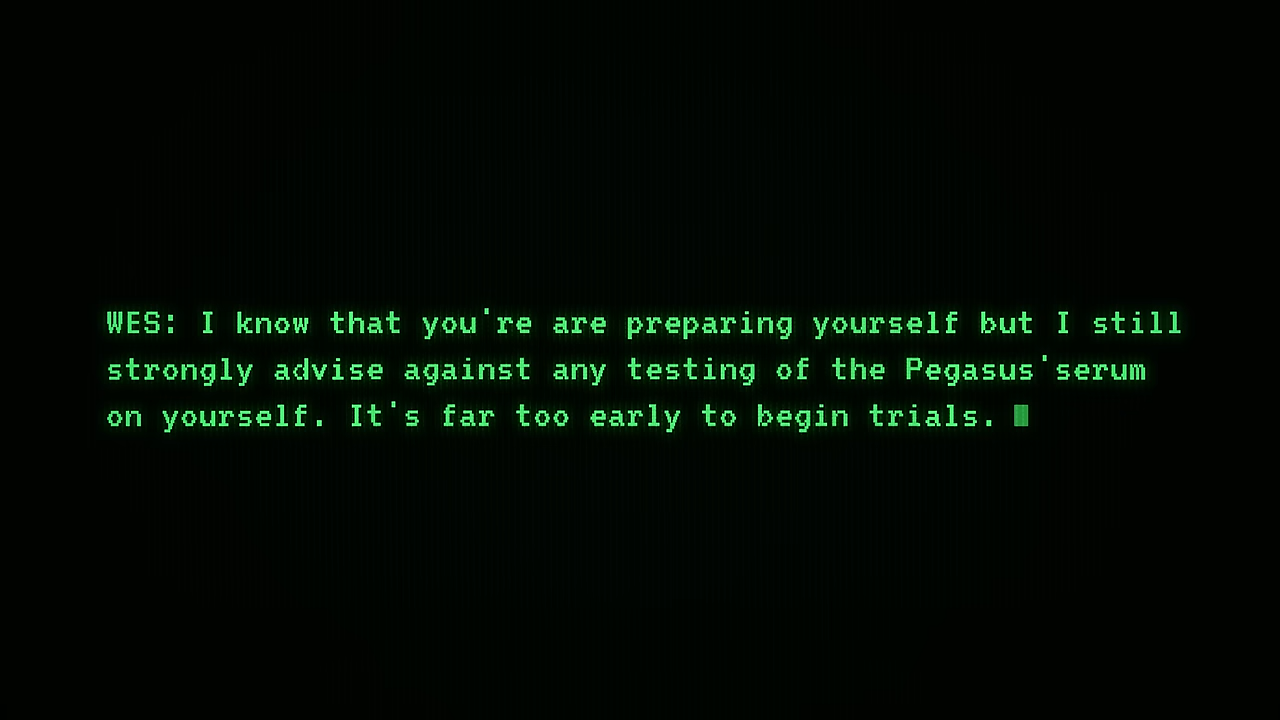 WES: I know that you're are preparing yourself but I still
strongly advise against any testing of the Pegasus'serum
on yourself. It's far too early to begin trials.